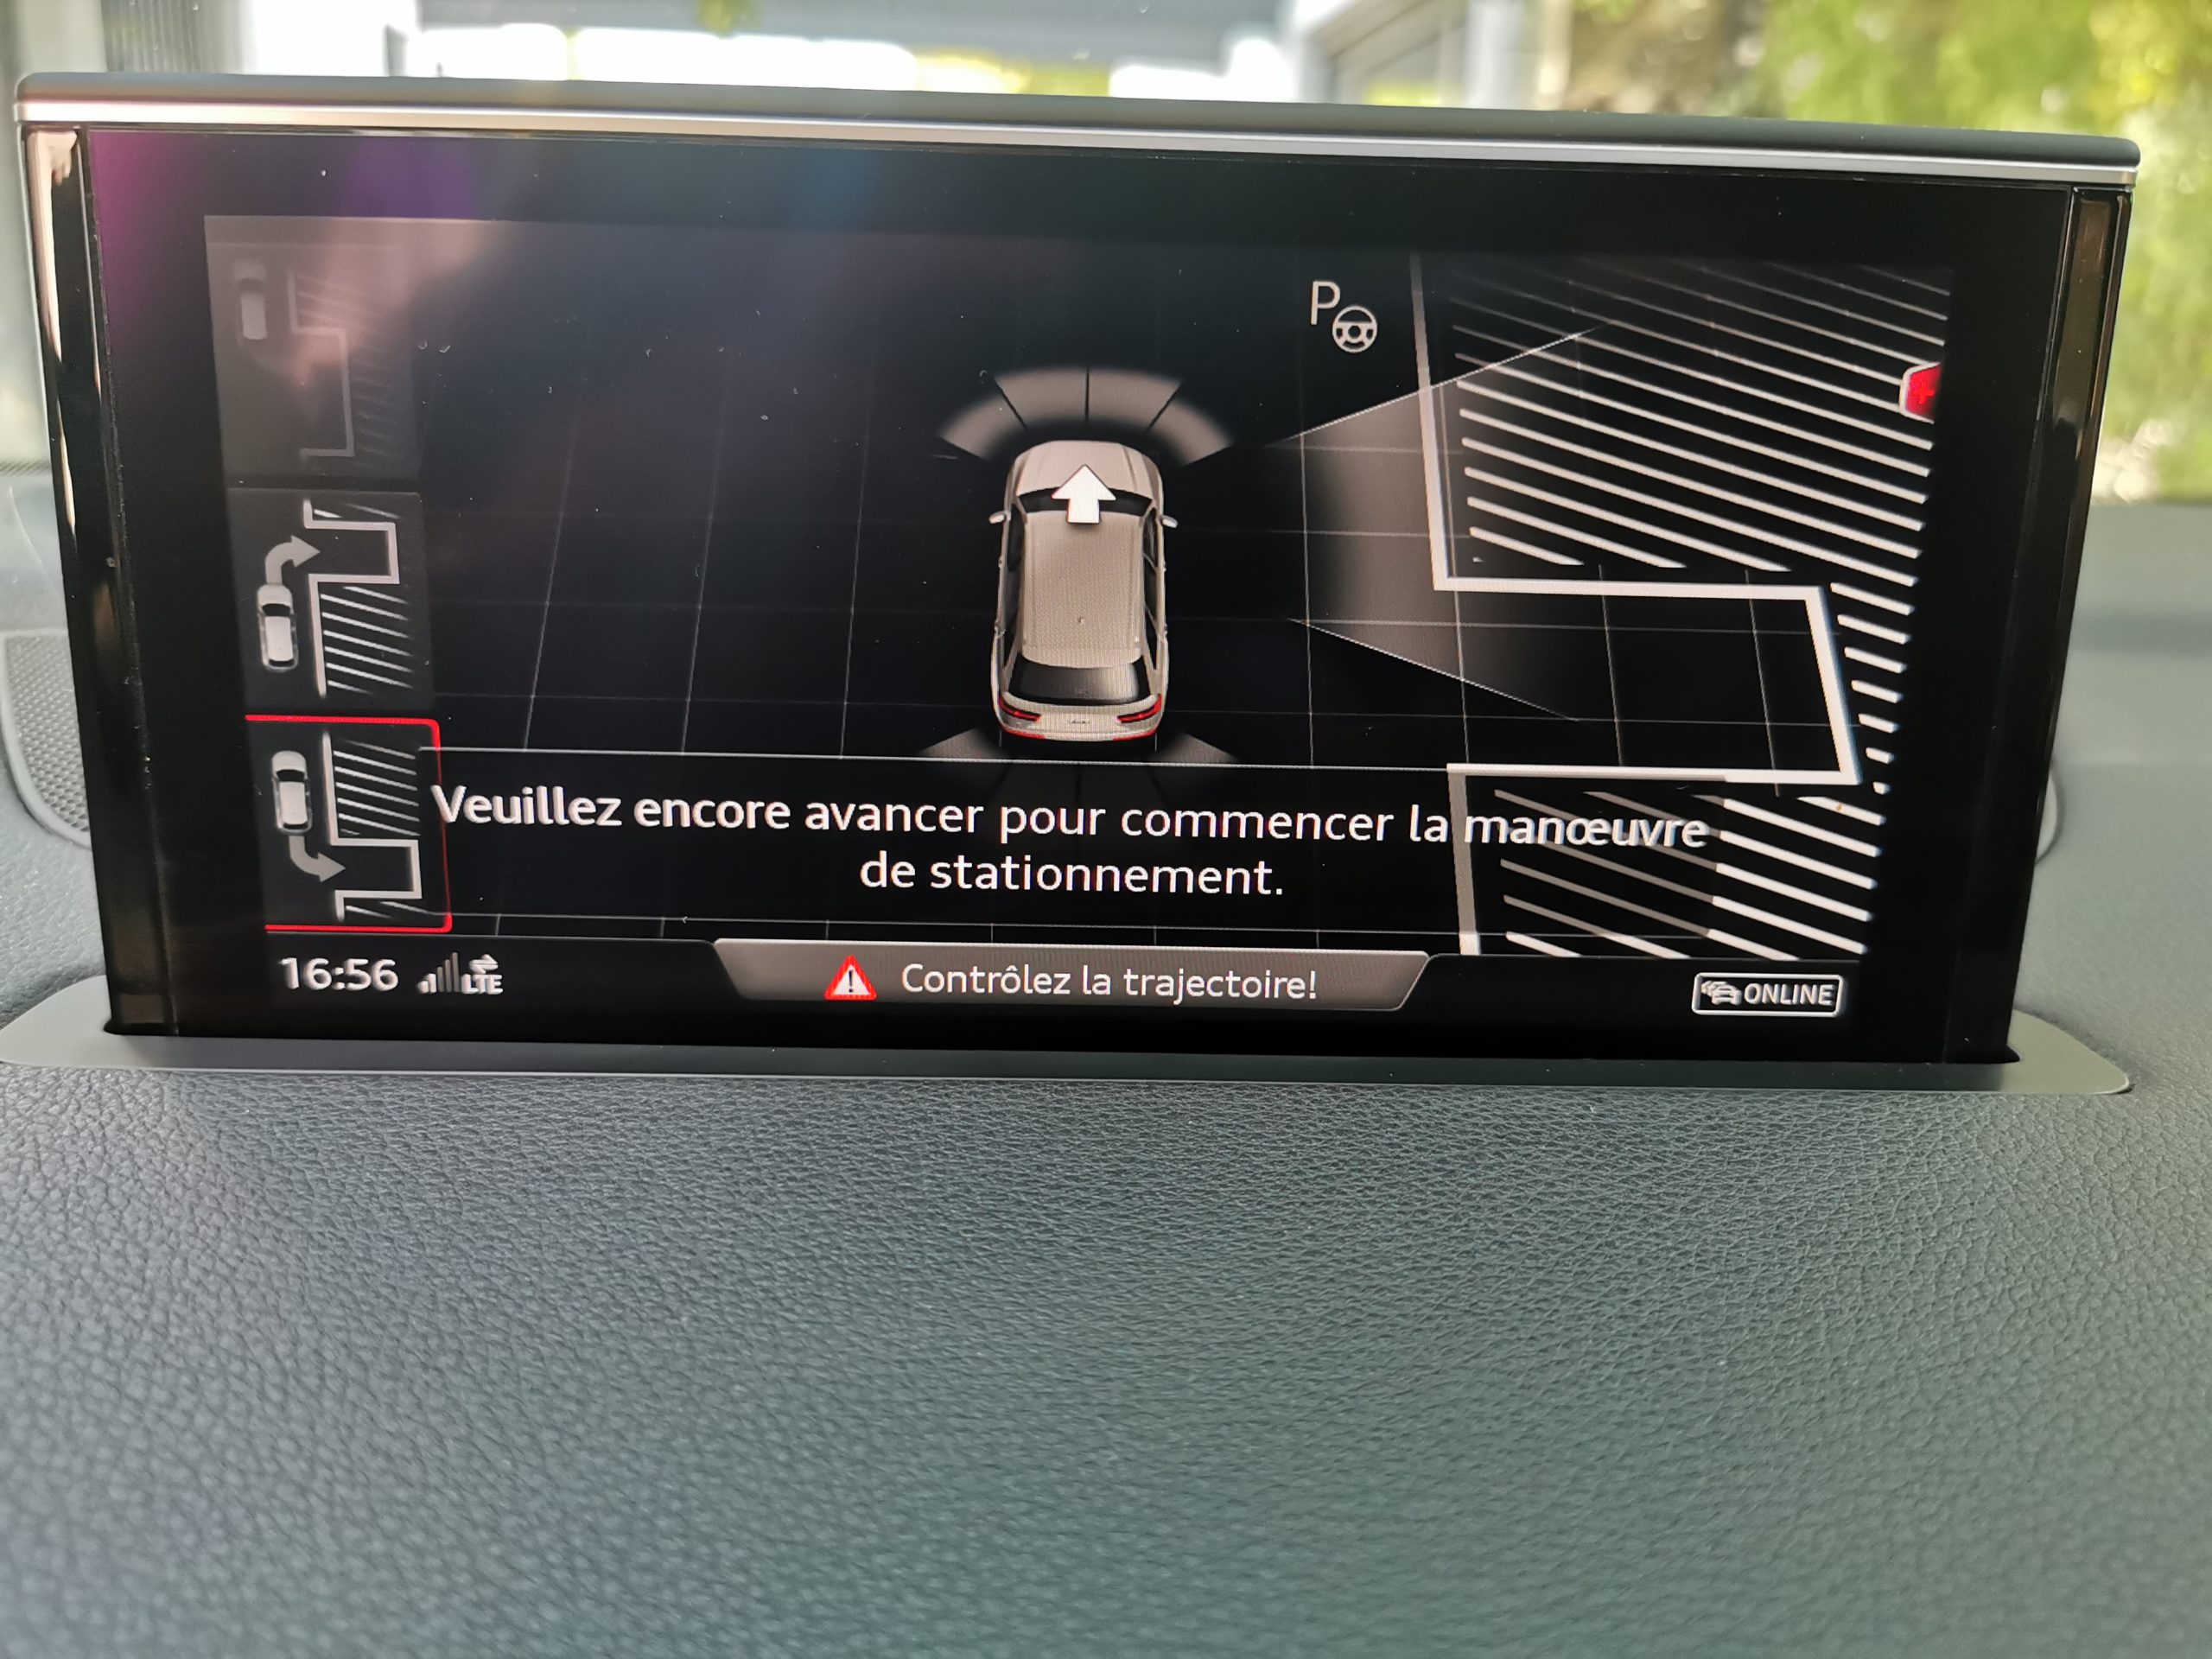 P
Veuillez encore avancer pour commencer la manœuvre
de stationnement.
16:56 LTE
Contrôlez la trajectoire!
ONLINE